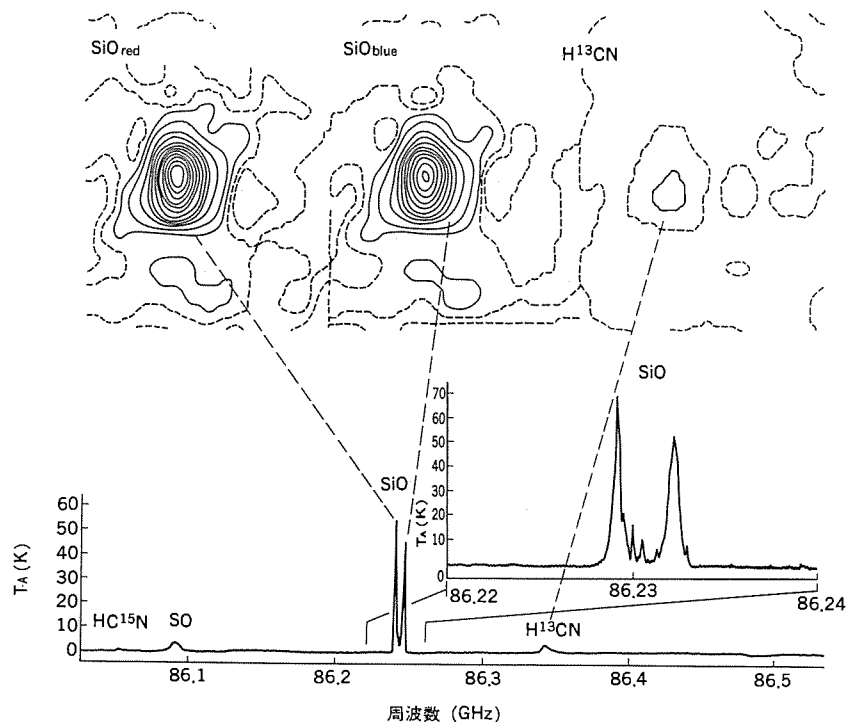 SiOred SiOblue H¹³CN
SiO
70
60
50
40
30
20
10
0
TA (K)
86.22 86.23 86.24
SiO
60
50
40
30
20
10
0
TA (K)
HC¹⁵N SO H¹³CN
86.1 86.2 86.3 86.4 86.5
周波数 (GHz)